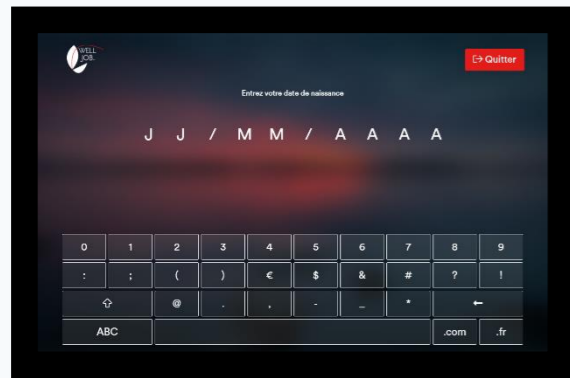 WELL
JOB.
Quitter
Entrez votre date de naissance
J J / M M / A A A A
0 1 2 3 4 5 6 7 8 9
: ; ( ) € $ & # ? !
@ . , - _ *
ABC .com .fr